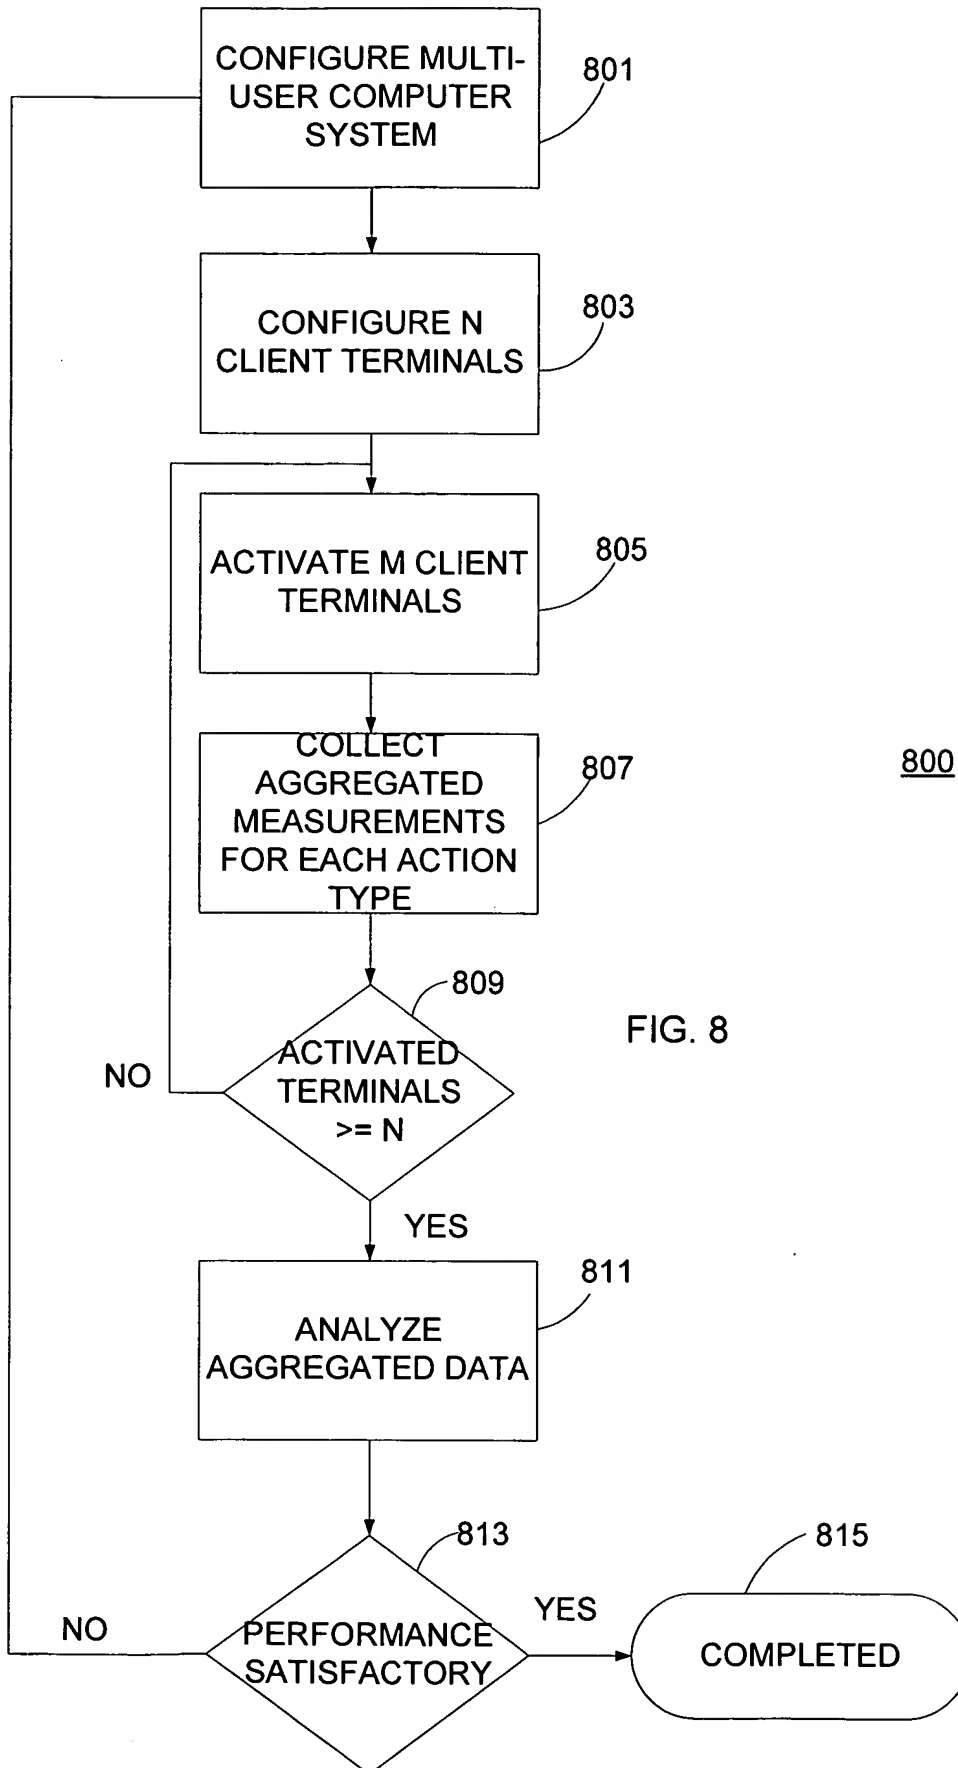 CONFIGURE MULTI-
USER COMPUTER
SYSTEM
801
CONFIGURE N
CLIENT TERMINALS
803
ACTIVATE M CLIENT
TERMINALS
805
COLLECT
AGGREGATED
MEASUREMENTS
FOR EACH ACTION
TYPE
807
800
809
ACTIVATED
TERMINALS
>= N
NO
FIG. 8
YES
ANALYZE
AGGREGATED DATA
811
813
PERFORMANCE
SATISFACTORY
NO
YES
815
COMPLETED